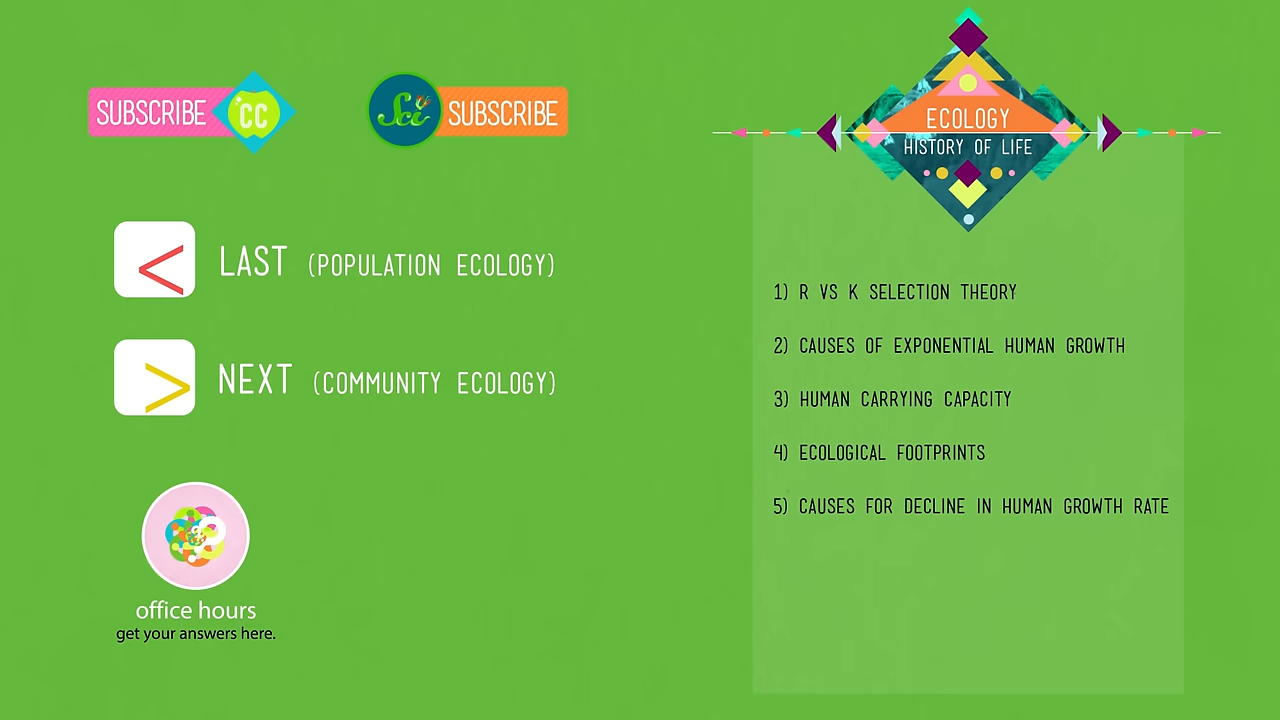 SUBSCRIBE CC
Sci SUBSCRIBE
< LAST (POPULATION ECOLOGY)
> NEXT (COMMUNITY ECOLOGY)
office hours
get your answers here.
ECOLOGY
HISTORY OF LIFE
1) R VS K SELECTION THEORY
2) CAUSES OF EXPONENTIAL HUMAN GROWTH
3) HUMAN CARRYING CAPACITY
4) ECOLOGICAL FOOTPRINTS
5) CAUSES FOR DECLINE IN HUMAN GROWTH RATE